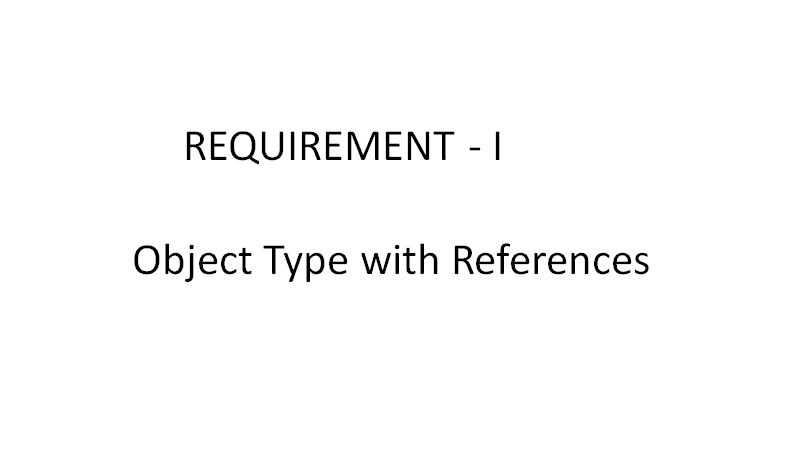 REQUIREMENT - I
Object Type with References